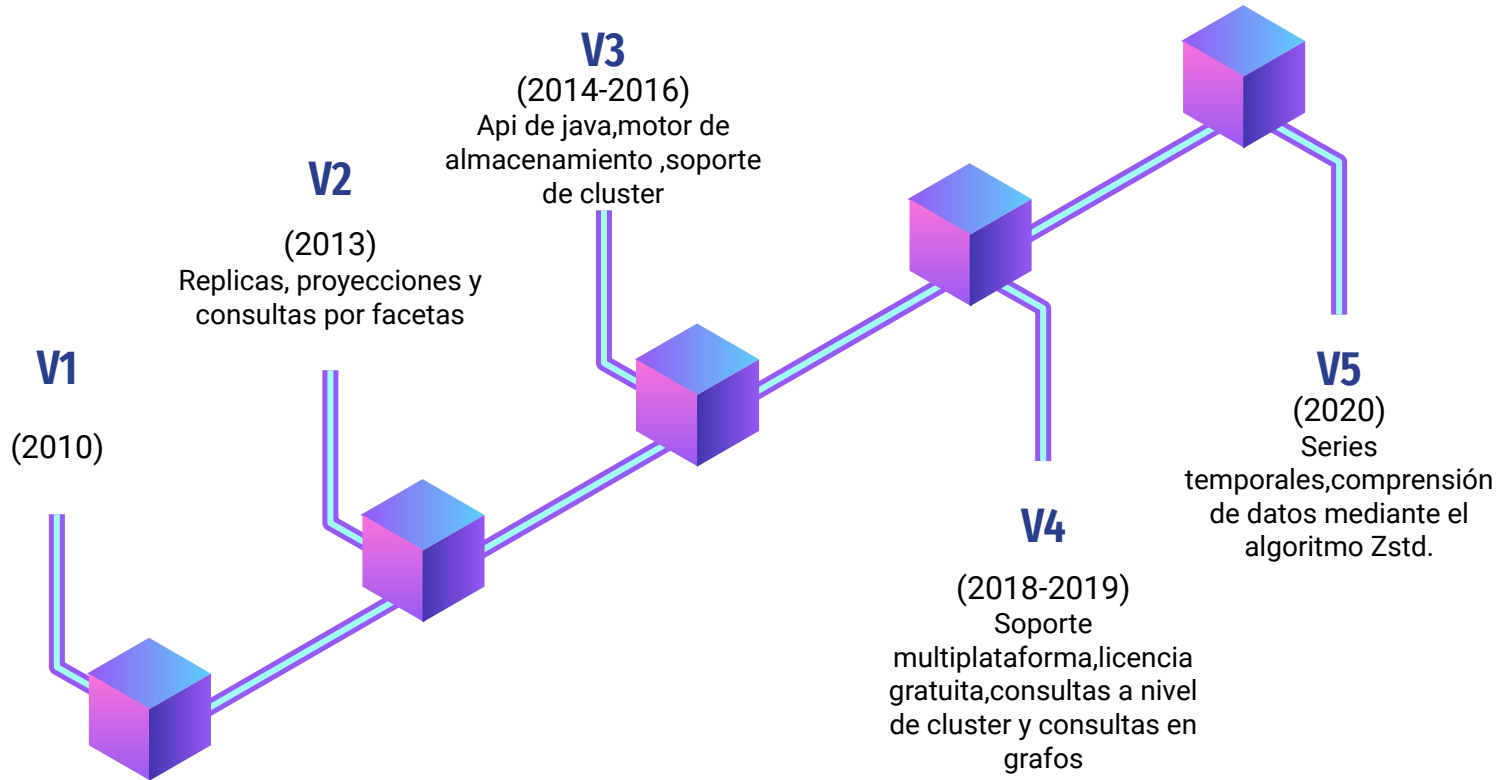 V1
(2010)
V2
(2013)
Replicas, proyecciones y
consultas por facetas
V3
(2014-2016)
Api de java,motor de
almacenamiento ,soporte
de cluster
V4
(2018-2019)
Soporte
multiplataforma,licencia
gratuita,consultas a nivel
de cluster y consultas en
grafos
V5
(2020)
Series
temporales,comprensión
de datos mediante el
algoritmo Zstd.